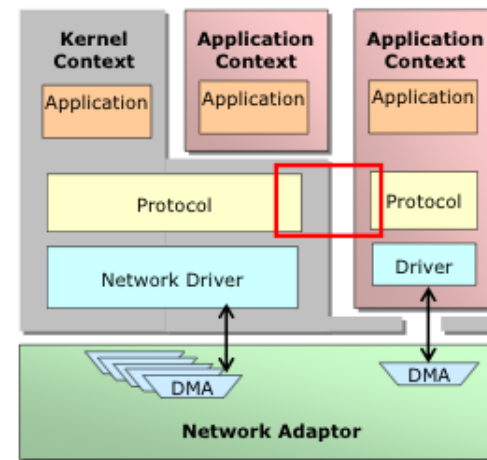 Kernel
Context
Application
Application
Context
Application
Application
Context
Application
Protocol
Protocol
Network Driver
Driver
DMA
DMA
Network Adaptor